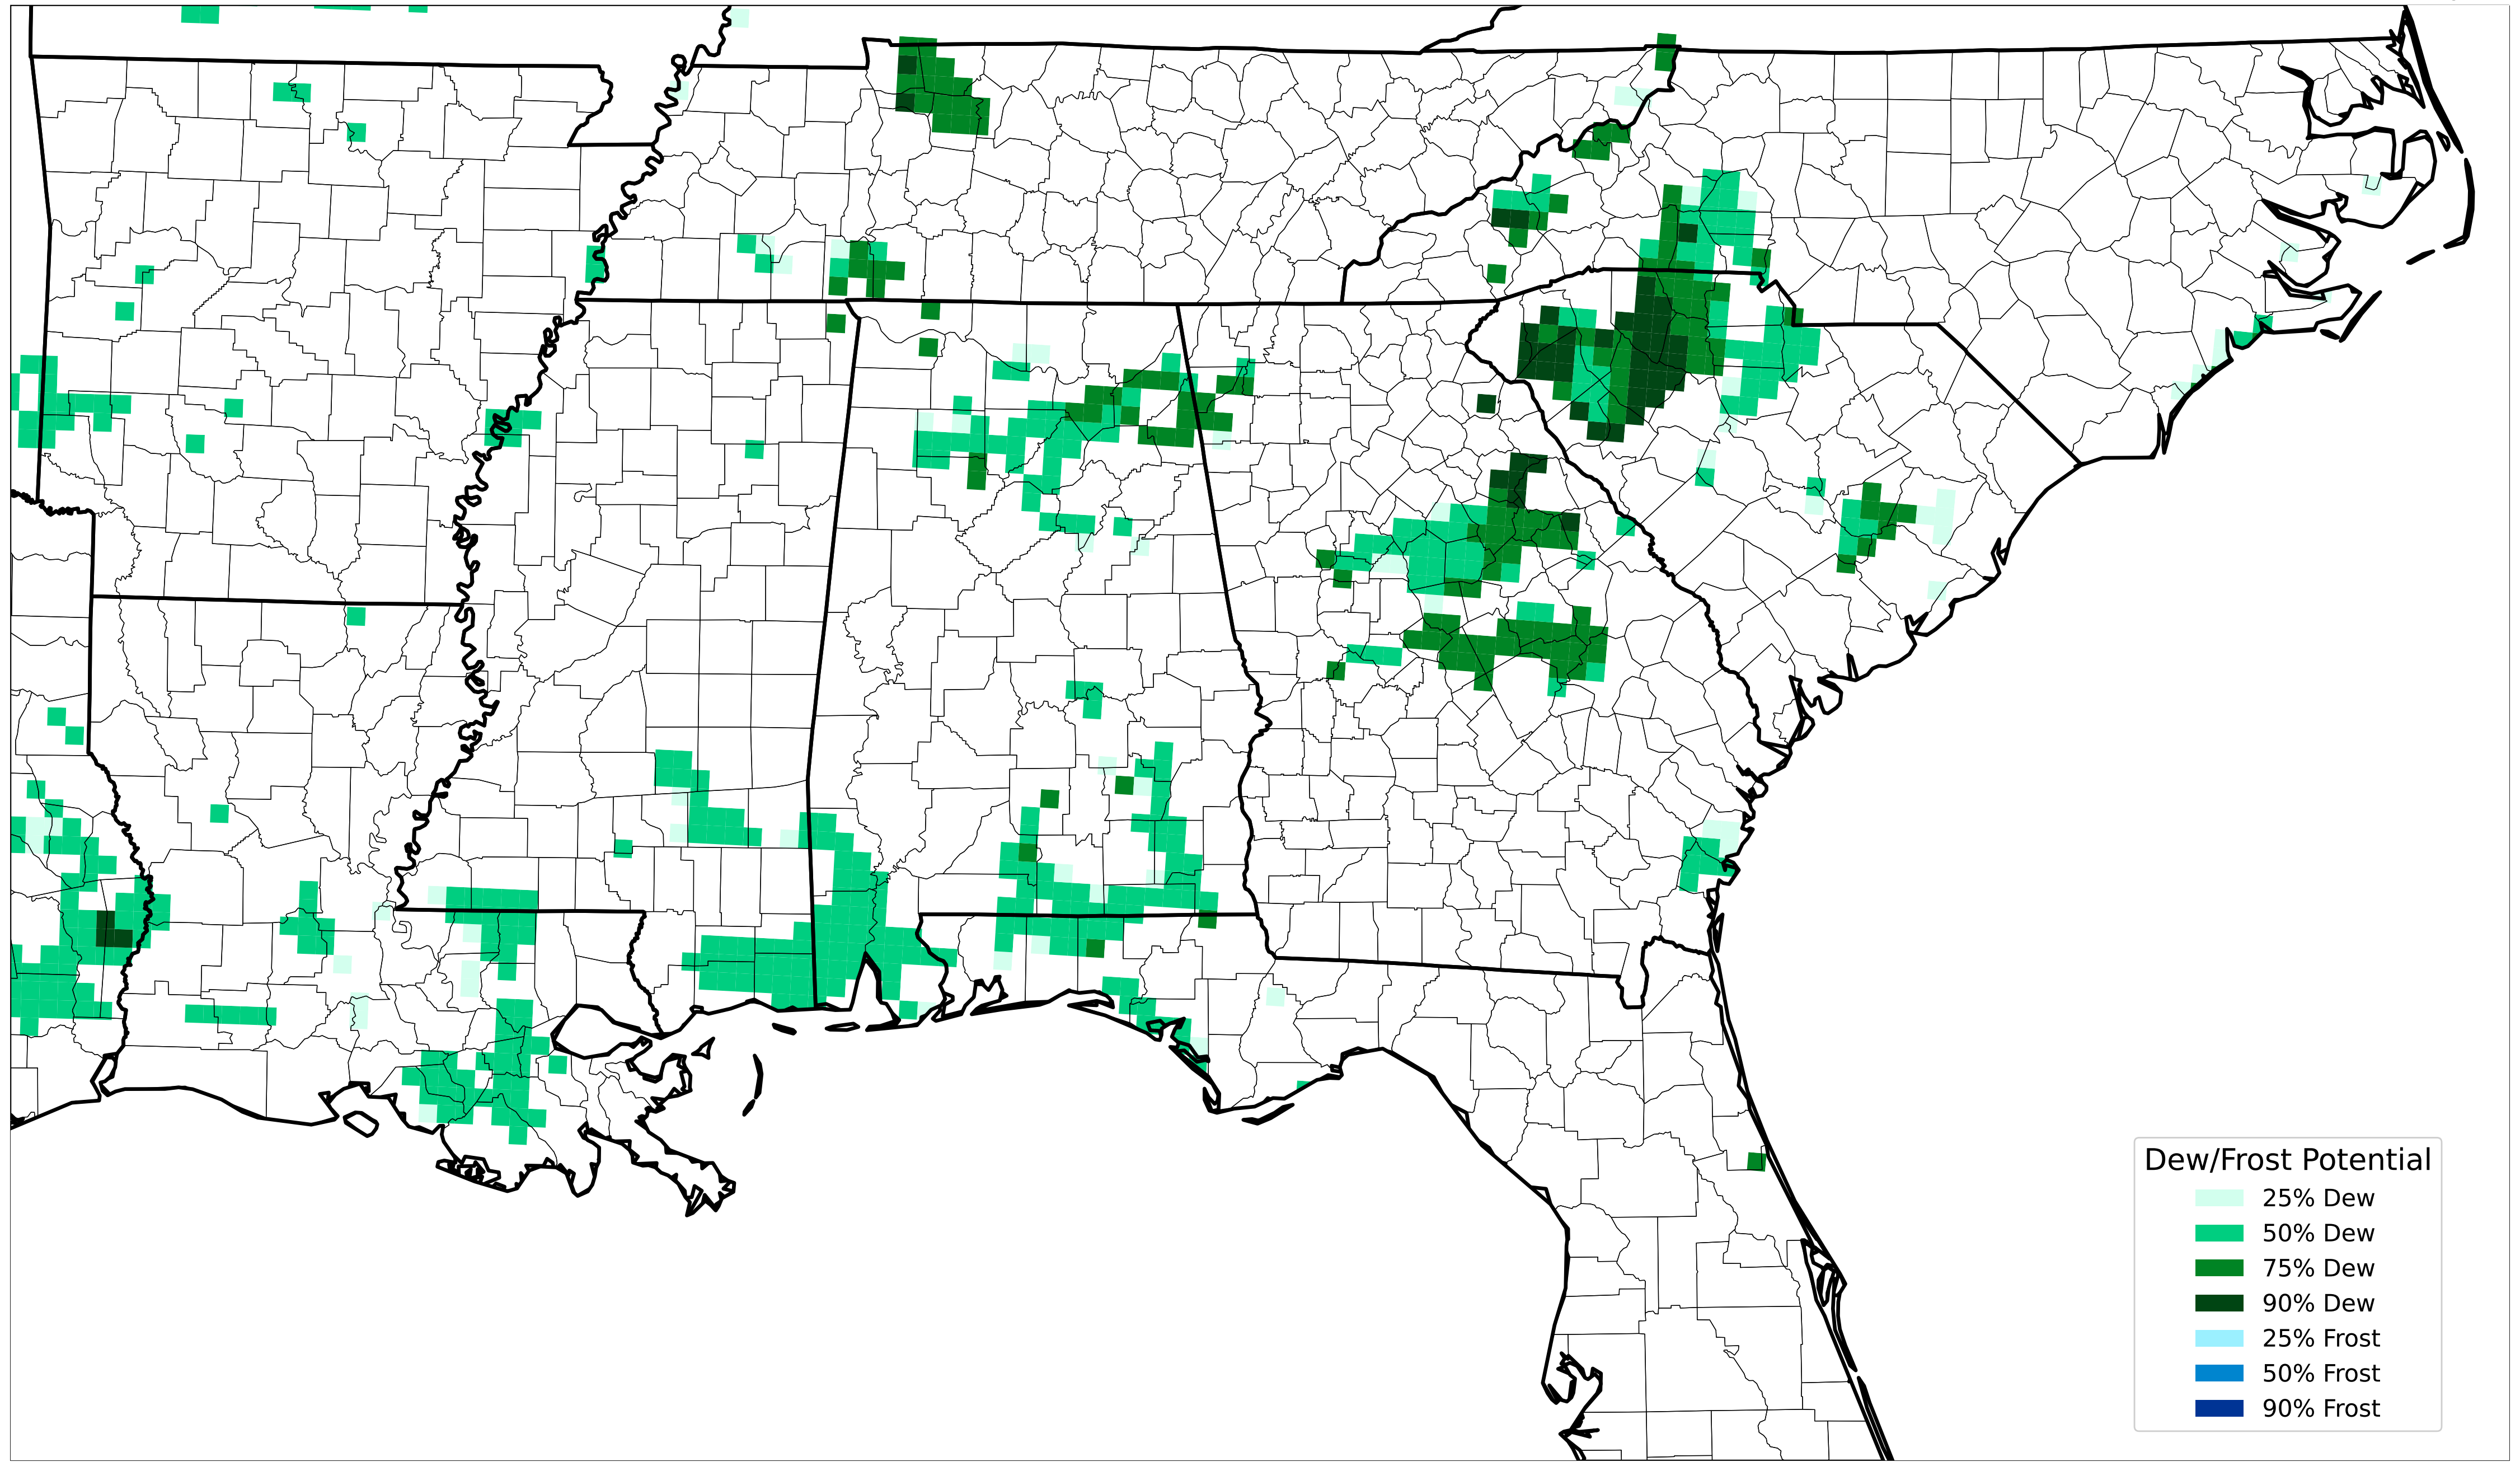 Dew/Frost Potential
25% Dew
50% Dew
75% Dew
90% Dew
25% Frost
50% Frost
90% Frost